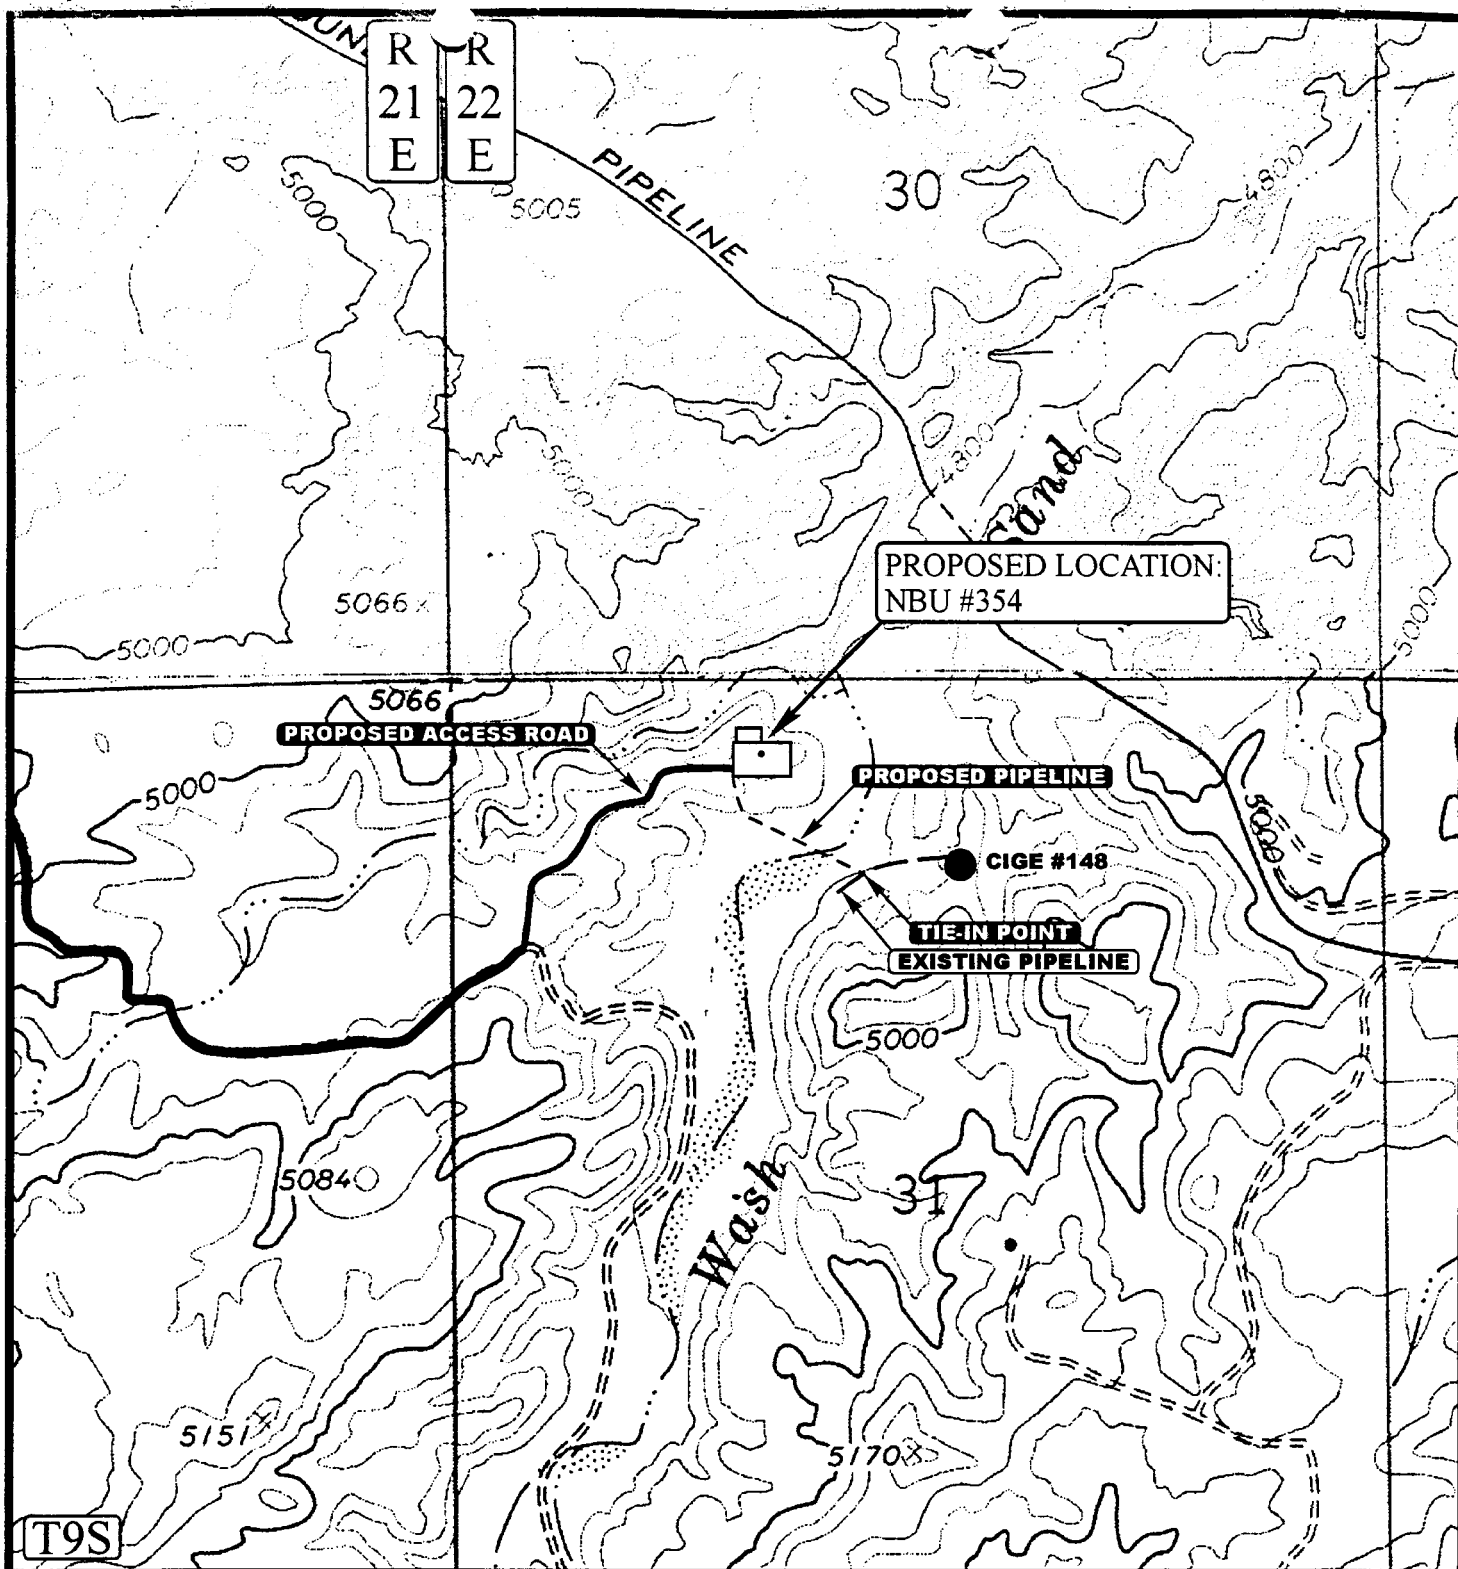 R
21
E
R
22
E
PIPELINE
30
4800
5000
5005
4800
Sand
5000
PROPOSED LOCATION:
NBU #354
5066
5000
5000
5066
PROPOSED ACCESS ROAD
5000
PROPOSED PIPELINE
5000
CIGE #148
TIE-IN POINT
EXISTING PIPELINE
5000
5084
31
Wash
5151
5170
T9S